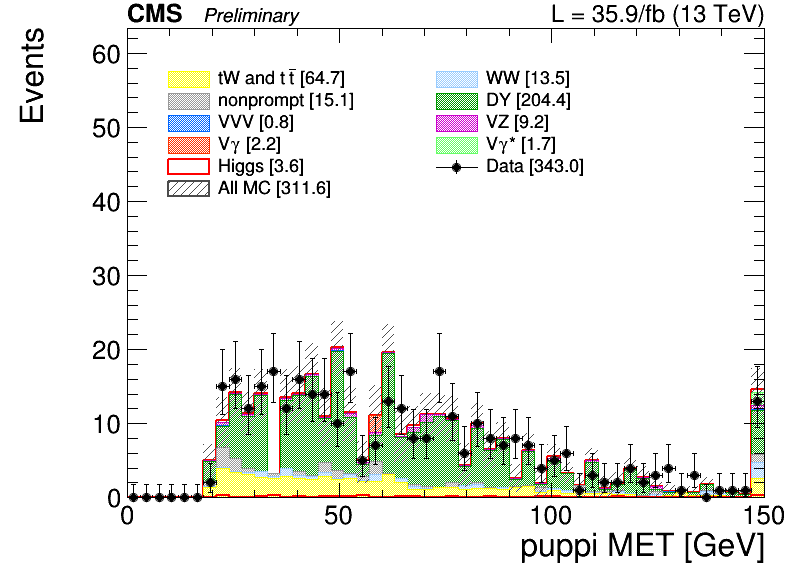 CMS Preliminary L = 35.9/fb (13 TeV)
Events
60
50
40
30
20
10
0
tW and t t̄ [64.7]
nonprompt [15.1]
VVV [0.8]
Vγ [2.2]
Higgs [3.6]
All MC [311.6]
WW [13.5]
DY [204.4]
VZ [9.2]
Vγ* [1.7]
Data [343.0]
0 50 100 150
puppi MET [GeV]